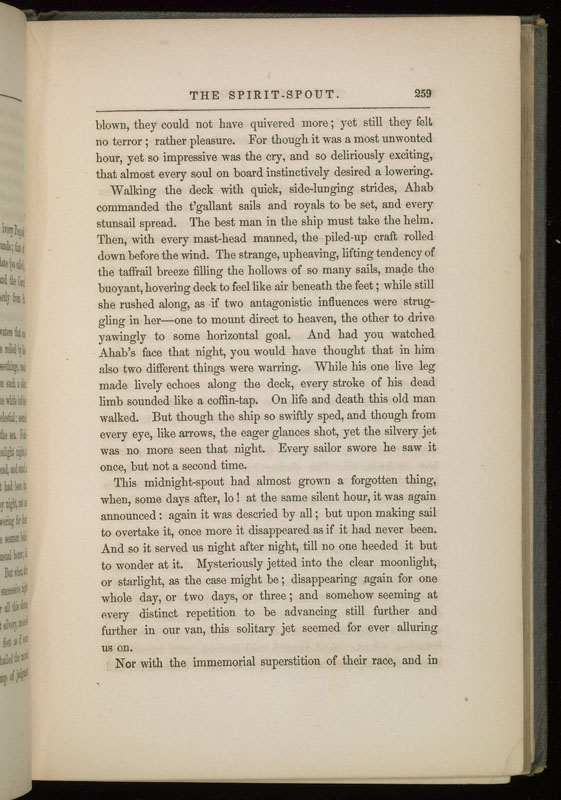 THE SPIRIT-SPOUT. 259
blown, they could not have quivered more; yet still they felt
no terror; rather pleasure. For though it was a most unwonted
hour, yet so impressive was the cry, and so deliriously exciting,
that almost every soul on board instinctively desired a lowering.
Walking the deck with quick, side-lunging strides, Ahab
commanded the t'gallant sails and royals to be set, and every
stunsail spread. The best man in the ship must take the helm.
Then, with every mast-head manned, the piled-up craft rolled
down before the wind. The strange, upheaving, lifting tendency of
the taffrail breeze filling the hollows of so many sails, made the
buoyant, hovering deck to feel like air beneath the feet; while still
she rushed along, as if two antagonistic influences were strug-
gling in her—one to mount direct to heaven, the other to drive
yawingly to some horizontal goal. And had you watched
Ahab's face that night, you would have thought that in him
also two different things were warring. While his one live leg
made lively echoes along the deck, every stroke of his dead
limb sounded like a coffin-tap. On life and death this old man
walked. But though the ship so swiftly sped, and though from
every eye, like arrows, the eager glances shot, yet the silvery jet
was no more seen that night. Every sailor swore he saw it
once, but not a second time.
This midnight-spout had almost grown a forgotten thing,
when, some days after, lo! at the same silent hour, it was again
announced: again it was descried by all; but upon making sail
to overtake it, once more it disappeared as if it had never been.
And so it served us night after night, till no one heeded it but
to wonder at it. Mysteriously jetted into the clear moonlight,
or starlight, as the case might be; disappearing again for one
whole day, or two days, or three; and somehow seeming at
every distinct repetition to be advancing still further and
further in our van, this solitary jet seemed for ever alluring
us on.
Nor with the immemorial superstition of their race, and in